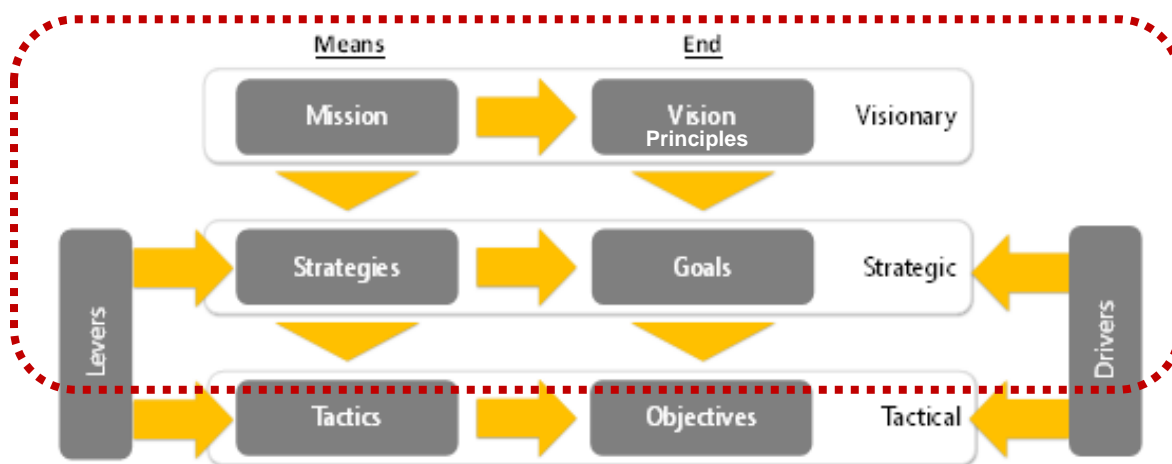 Means
End
Mission
Vision
Principles
Visionary
Levers
Strategies
Goals
Strategic
Drivers
Tactics
Objectives
Tactical